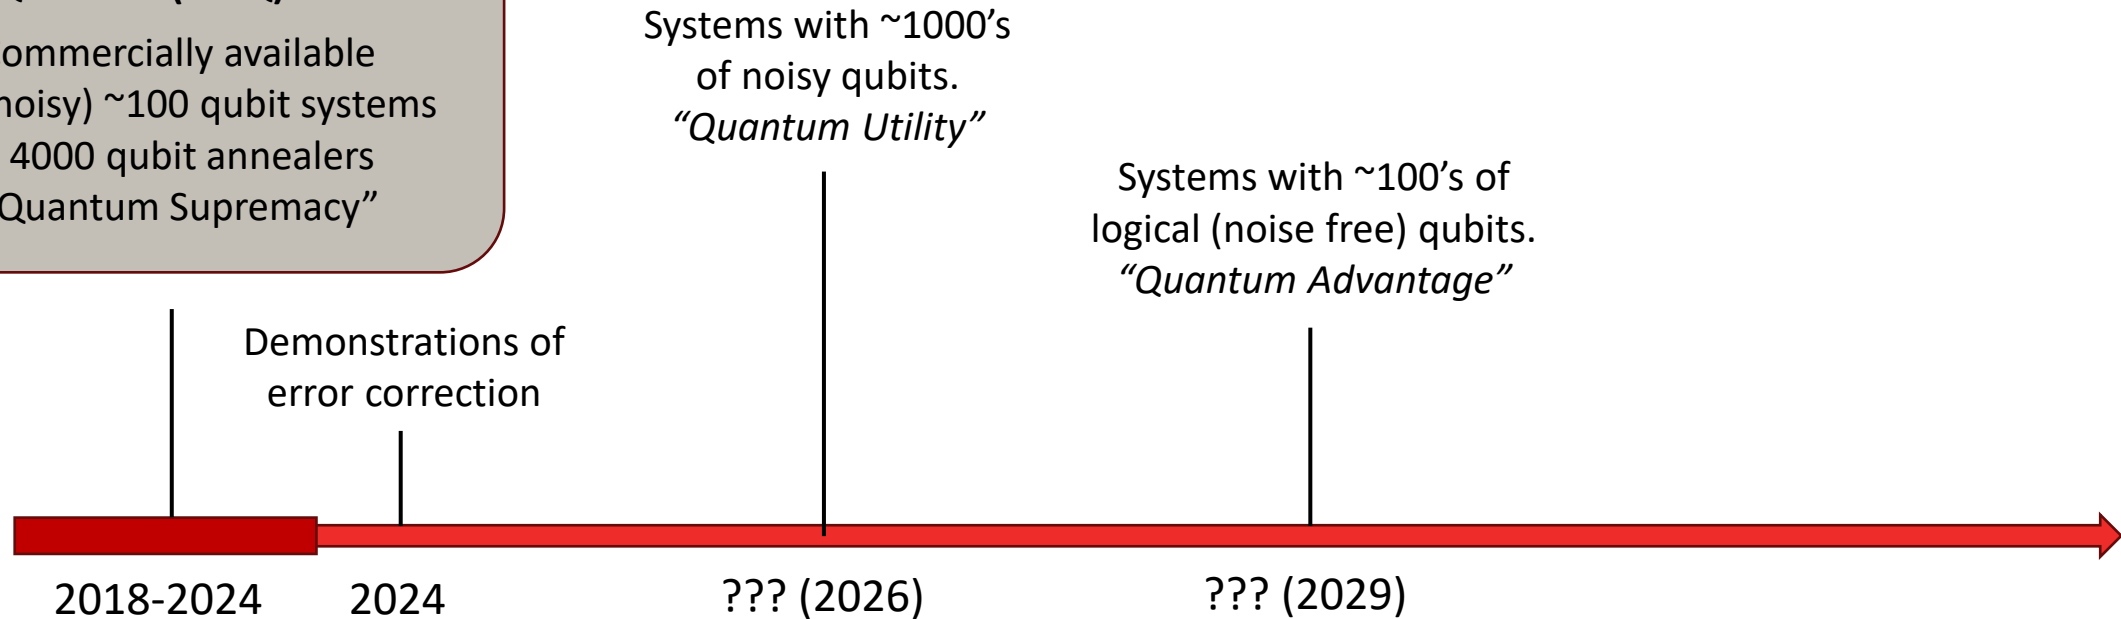 ommercially available
noisy) ~100 qubit systems
4000 qubit annealers
Quantum Supremacy”
Demonstrations of
error correction
Systems with ~1000’s
of noisy qubits.
“Quantum Utility”
Systems with ~100’s of
logical (noise free) qubits.
“Quantum Advantage”
2018-2024
2024
??? (2026)
??? (2029)